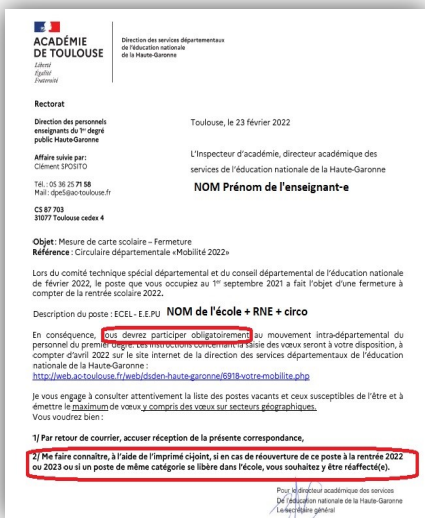 ACADÉMIE
DE TOULOUSE
Liberté
Égalité
Fraternité
Direction des services départementaux
de l'éducation nationale
de la Haute-Garonne
Rectorat
Direction des personnels
enseignants du 1er degré
public Haute-Garonne
Affaire suivie par :
Clément SPOSITO
Tél. : 05 36 25 71 58
Mail : dpe5@ac-toulouse.fr
CS 87 703
31077 Toulouse cedex 4
Toulouse, le 23 février 2022
L'Inspecteur d'académie, directeur académique des
services de l'éducation nationale de la Haute-Garonne
NOM Prénom de l'enseignant-e
Objet : Mesure de carte scolaire – Fermeture
Référence : Circulaire départementale «Mobilité 2022»
Lors du comité technique spécial départemental et du conseil départemental de l'éducation nationale
de février 2022, le poste que vous occupiez au 1er septembre 2021 a fait l'objet d'une fermeture à
compter de la rentrée scolaire 2022.
Description du poste : ECEL - E.E.PU NOM de l'école + RNE + circo
En conséquence, vous devrez participer obligatoirement au mouvement intra-départemental du
personnel du premier degré. Les instructions concernant la saisie des vœux seront à votre disposition, à
compter d'avril 2022 sur le site internet de la direction des services départementaux de l'éducation
nationale de la Haute-Garonne :
http://web.ac-toulouse.fr/web/dsden-haute-garonne/6918-votre-mobilite.php
Je vous engage à consulter attentivement la liste des postes vacants et ceux susceptibles de l'être et à
émettre le maximum de vœux y compris des vœux sur secteurs géographiques.
Vous voudrez bien :
1/ Par retour de courrier, accuser réception de la présente correspondance,
2/ Me faire connaître, à l'aide de l'imprimé ci-joint, si en cas de réouverture de ce poste à la rentrée 2022
ou 2023 ou si un poste de même catégorie se libère dans l'école, vous souhaitez y être réaffecté(e).
Pour le directeur académique des services
De l'éducation nationale de la Haute-Garonne
Le secrétaire général